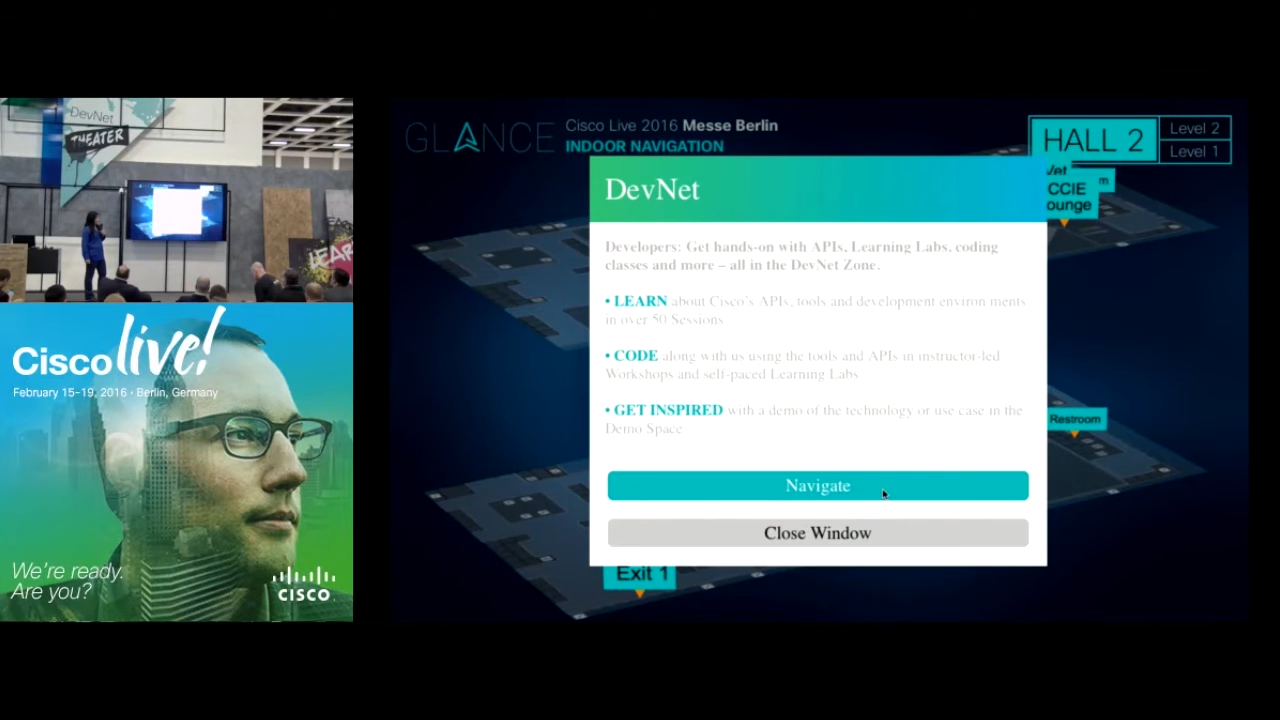 DevNet
THEATER
LEAR
Cisco live!
February 15-19, 2016 • Berlin, Germany
We're ready.
Are you?
CISCO
GLANCE
Cisco Live 2016 Messe Berlin
INDOOR NAVIGATION
HALL 2
Level 2
Level 1
CCIE
ounge
DevNet
Developers: Get hands-on with APIs, Learning Labs, coding
classes and more – all in the DevNet Zone.
• LEARN about Cisco's APIs, tools and development environ ments
in over 50 Sessions
• CODE along with us using the tools and APIs in instructor-led
Workshops and self-paced Learning Labs
• GET INSPIRED with a demo of the technology or use case in the
Demo Space
Restroom
Navigate
Close Window
Exit 1